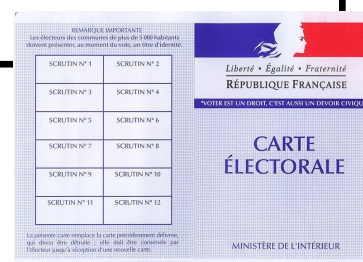 REMARQUE IMPORTANTE
Les électeurs des communes de plus de 5 000 habitants
doivent présenter, au moment du vote, un titre d'identité.
SCRUTIN N° 1 SCRUTIN N° 2
SCRUTIN N° 3 SCRUTIN N° 4
SCRUTIN N° 5 SCRUTIN N° 6
SCRUTIN N° 7 SCRUTIN N° 8
SCRUTIN N° 9 SCRUTIN N° 10
SCRUTIN N° 11 SCRUTIN N° 12
La présente carte remplace la carte précédemment délivrée,
qui devra être détruite : elle doit être conservée par
l'électeur jusqu'à réception d'une nouvelle carte.
Liberté • Égalité • Fraternité
RÉPUBLIQUE FRANÇAISE
"VOTER EST UN DROIT, C'EST AUSSI UN DEVOIR CIVIQU
CARTE
ÉLECTORALE
MINISTÈRE DE L'INTÉRIEUR